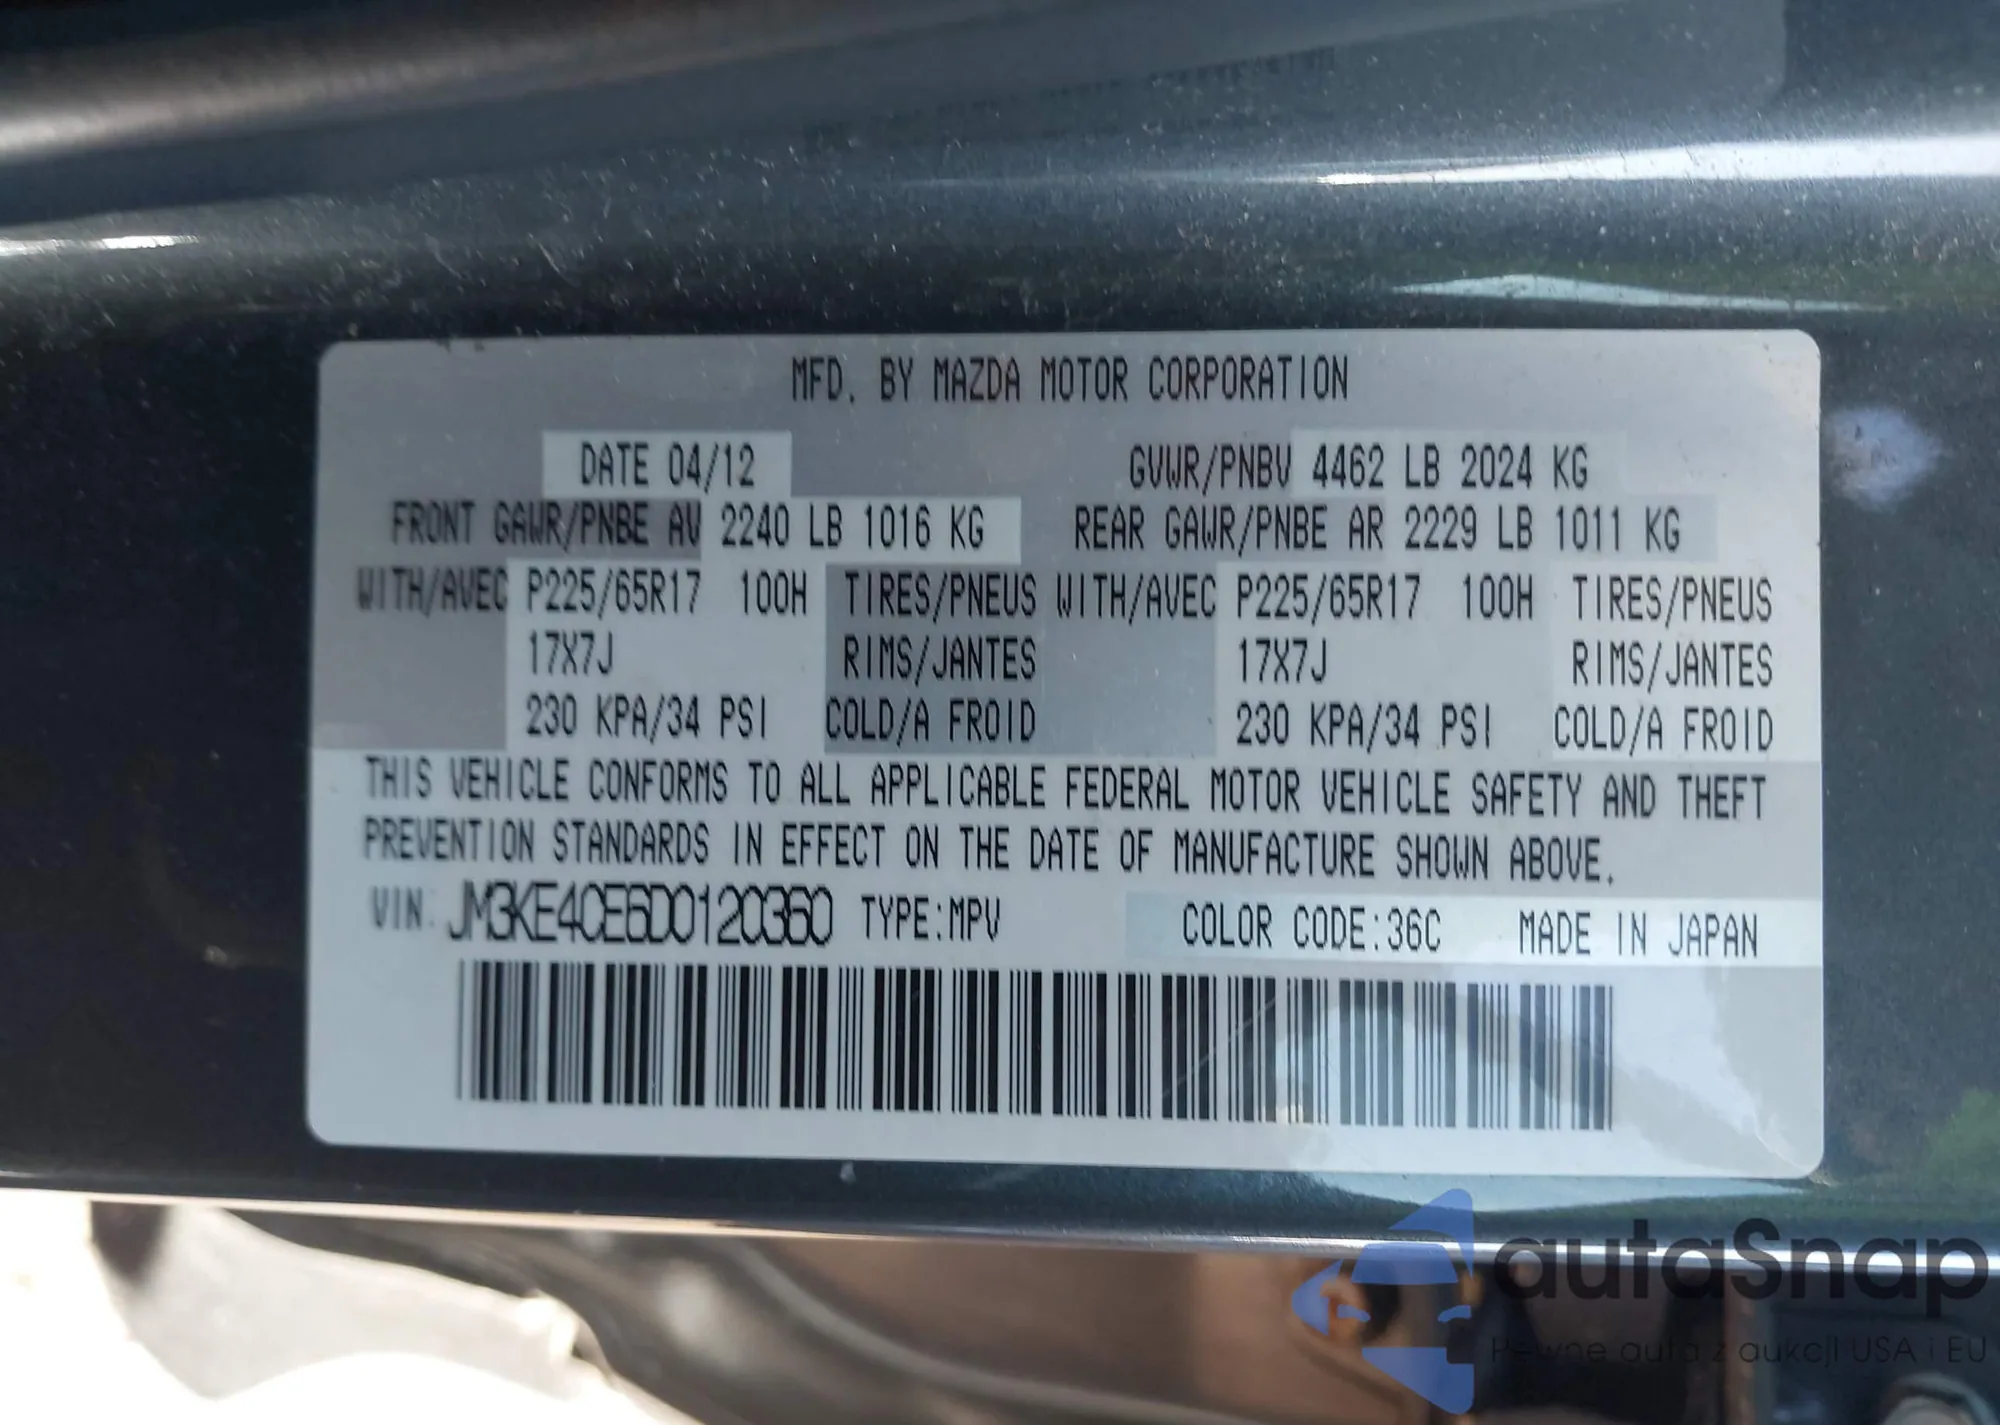 MFD. BY MAZDA MOTOR CORPORATION
DATE 04/12 GVWR/PNBV 4462 LB 2024 KG
FRONT GAWR/PNBE AV 2240 LB 1016 KG REAR GAWR/PNBE AR 2229 LB 1011 KG
WITH/AVEC P225/65R17 100H TIRES/PNEUS WITH/AVEC P225/65R17 100H TIRES/PNEUS
17X7J RIMS/JANTES 17X7J RIMS/JANTES
230 KPA/34 PSI COLD/A FROID 230 KPA/34 PSI COLD/A FROID
THIS VEHICLE CONFORMS TO ALL APPLICABLE FEDERAL MOTOR VEHICLE SAFETY AND THEFT
PREVENTION STANDARDS IN EFFECT ON THE DATE OF MANUFACTURE SHOWN ABOVE.
VIN: JM3KE4CE6D0120360 TYPE:MPV COLOR CODE:36C MADE IN JAPAN
autaSnap
Pewne auta z aukcji USA i EU